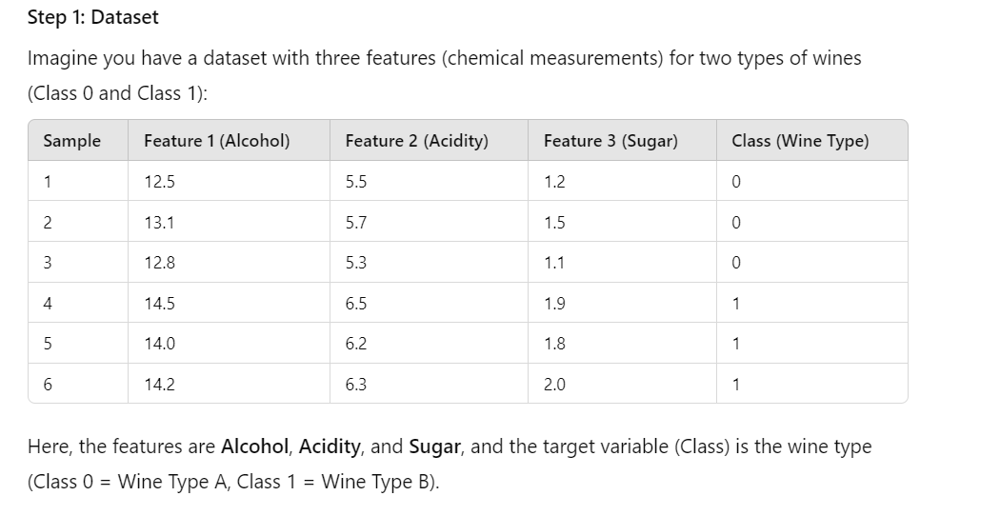 Step 1: Dataset
Imagine you have a dataset with three features (chemical measurements) for two types of wines
(Class 0 and Class 1):
Sample Feature 1 (Alcohol) Feature 2 (Acidity) Feature 3 (Sugar) Class (Wine Type)
1 12.5 5.5 1.2 0
2 13.1 5.7 1.5 0
3 12.8 5.3 1.1 0
4 14.5 6.5 1.9 1
5 14.0 6.2 1.8 1
6 14.2 6.3 2.0 1
Here, the features are Alcohol, Acidity, and Sugar, and the target variable (Class) is the wine type
(Class 0 = Wine Type A, Class 1 = Wine Type B).